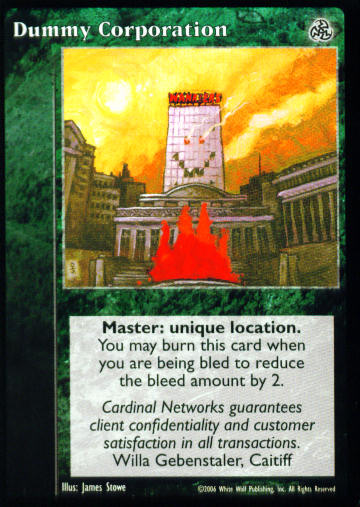 Dummy Corporation
Master: unique location.
You may burn this card when
you are being bled to reduce
the bleed amount by 2.
Cardinal Networks guarantees
client confidentiality and customer
satisfaction in all transactions.
Willa Gebenstaler, Caitiff
Illus: James Stowe
©2006 White Wolf Publishing, Inc. All Rights Reserved